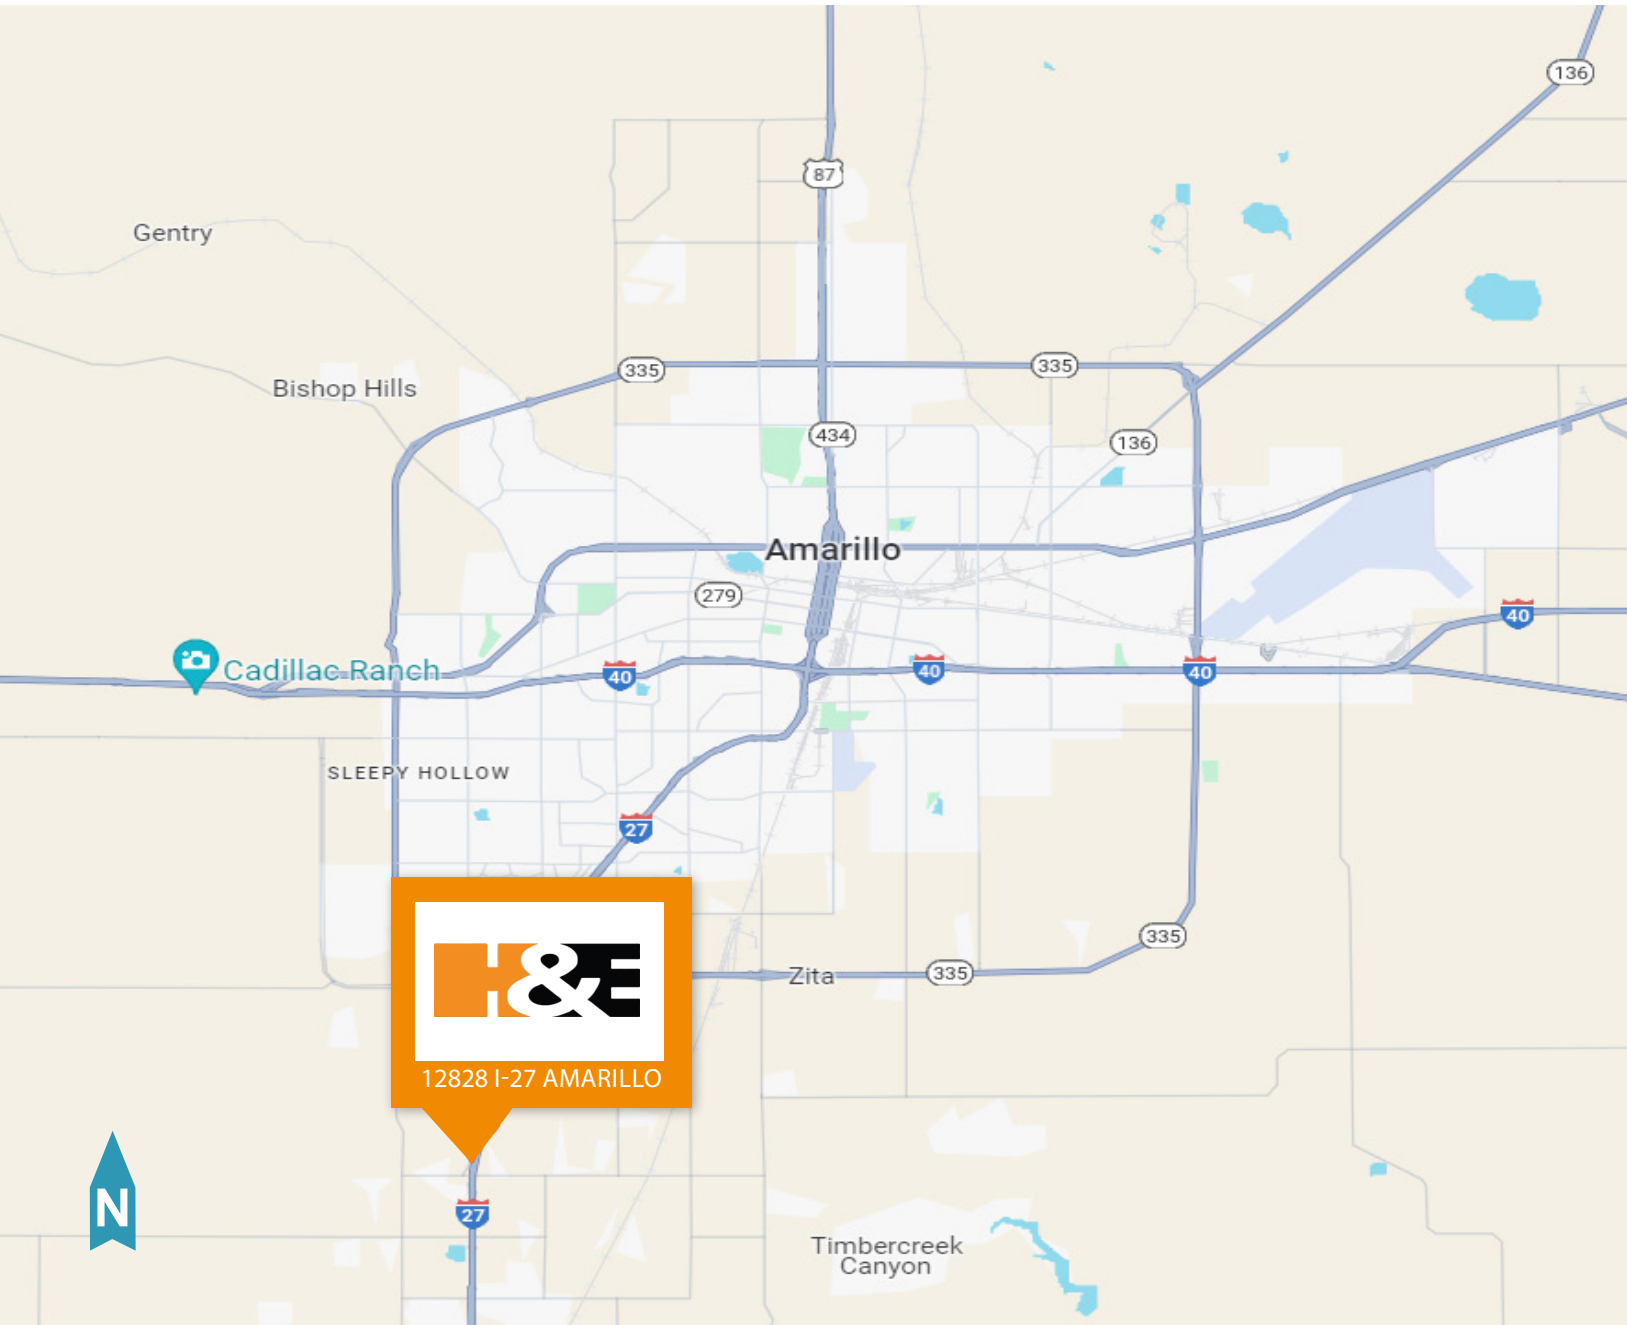 136
87
Gentry
335
335
Bishop Hills
434
136
Amarillo
279
40
Cadillac Ranch
40
40
40
SLEEPY HOLLOW
27
335
H&E
Zita
335
12828 I-27 AMARILLO
N
27
Timbercreek
Canyon